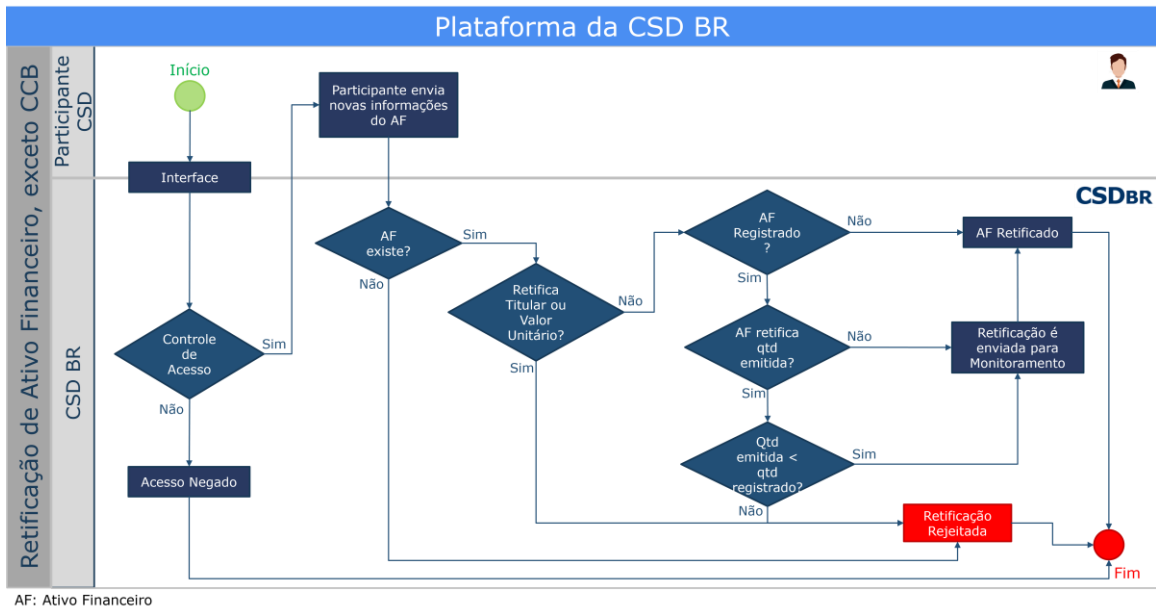 Plataforma da CSD BR
Retificação de Ativo Financeiro, exceto CCB
Participante
CSD
Início
Participante envia
novas informações
do AF
Interface
CSD BR
CSDBR
AF
existe?
Sim
Não
AF
Registrado
?
Não
Sim
AF Retificado
Retifica
Titular ou
Valor
Unitário?
Não
Sim
Controle
de
Acesso
Sim
Não
AF retifica
qtd
emitida?
Não
Sim
Retificação é
enviada para
Monitoramento
Qtd
emitida <
qtd
registrado?
Sim
Não
Acesso Negado
Retificação
Rejeitada
Fim
AF: Ativo Financeiro